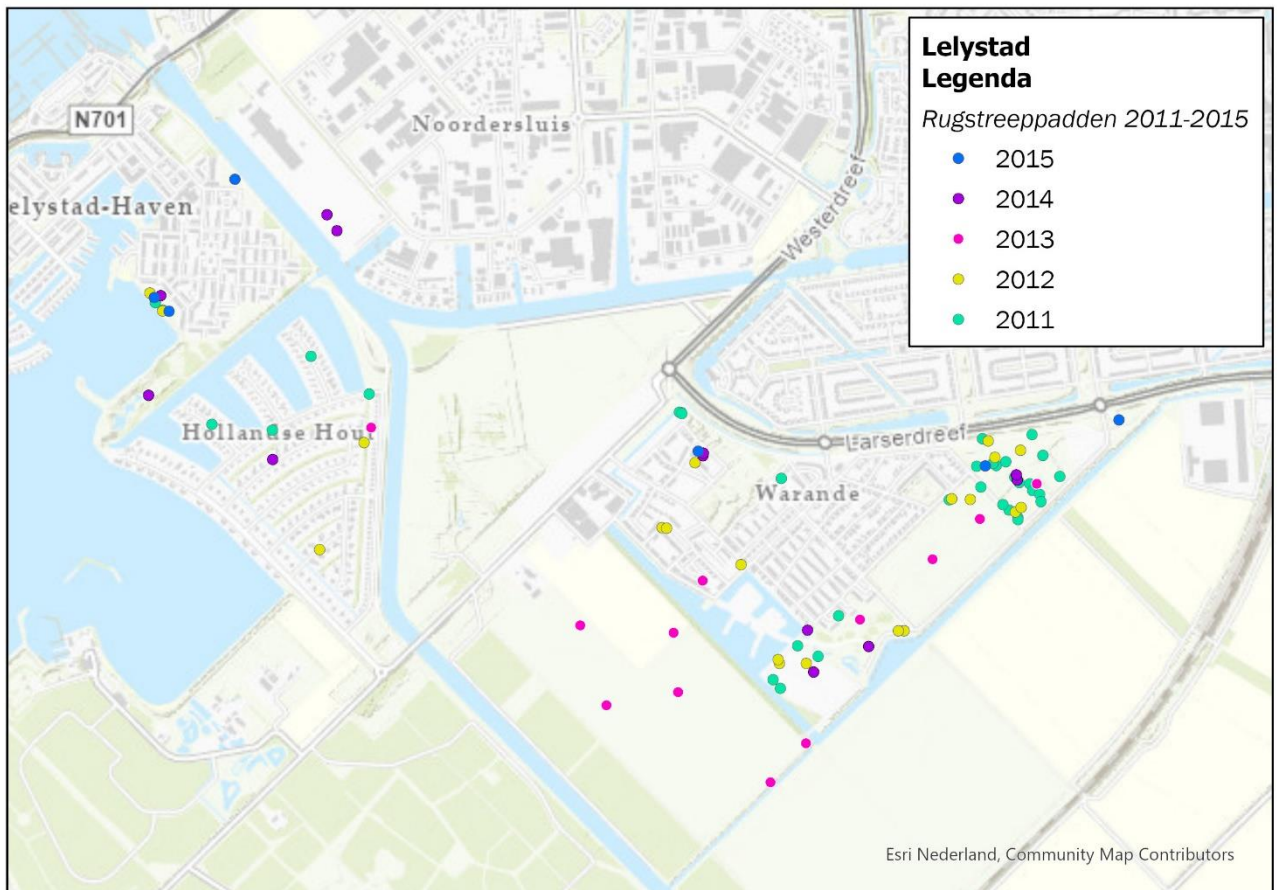 Lelystad
Legenda
Rugstreeppadden 2011-2015
2015
2014
2013
2012
2011
N701
Noordersluis
elystad-Haven
Westerdreef
Hollandse Hout
Larserdreef
Warande
Esri Nederland, Community Map Contributors